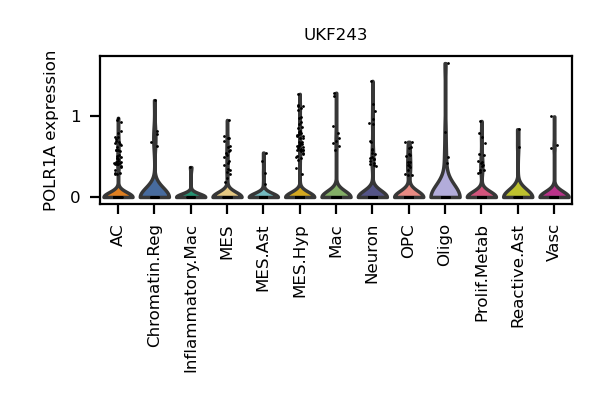 UKF243
POLR1A expression
1
0
AC
Chromatin.Reg
Inflammatory.Mac
MES
MES.Ast
MES.Hyp
Mac
Neuron
OPC
Oligo
Prolif.Metab
Reactive.Ast
Vasc